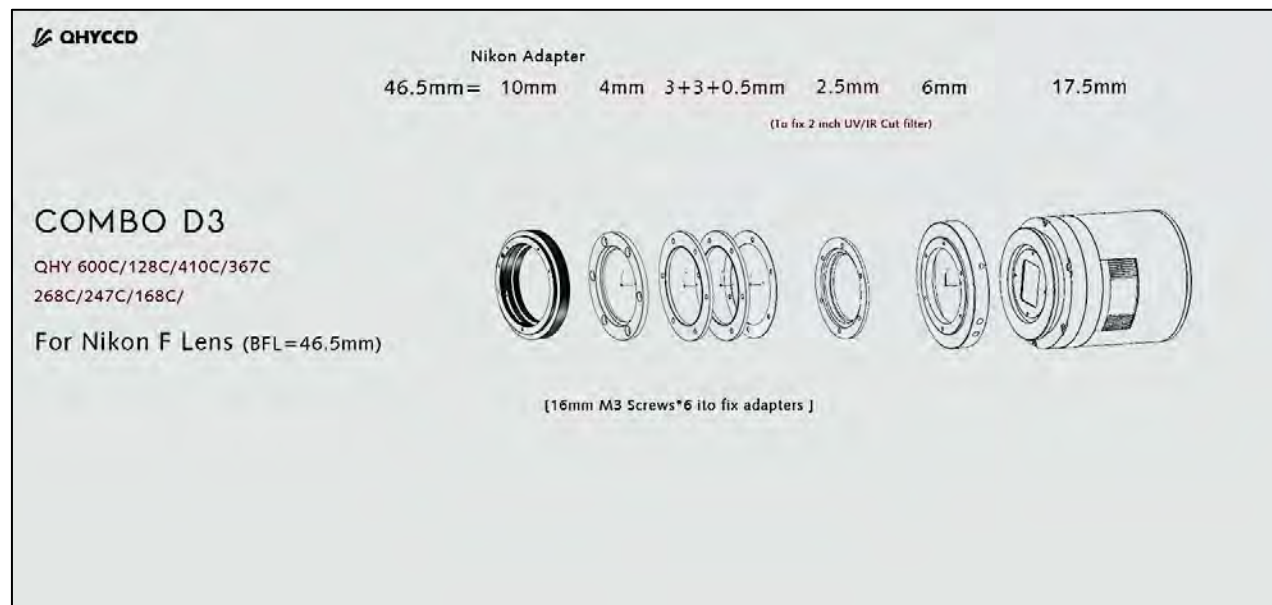 QHYCCD
Nikon Adapter
46.5mm= 10mm 4mm 3+3+0.5mm 2.5mm 6mm 17.5mm
(To fix 2 inch UV/IR Cut filter)
COMBO D3
QHY 600C/128C/410C/367C
268C/247C/168C/
For Nikon F Lens (BFL=46.5mm)
[16mm M3 Screws*6 ito fix adapters ]